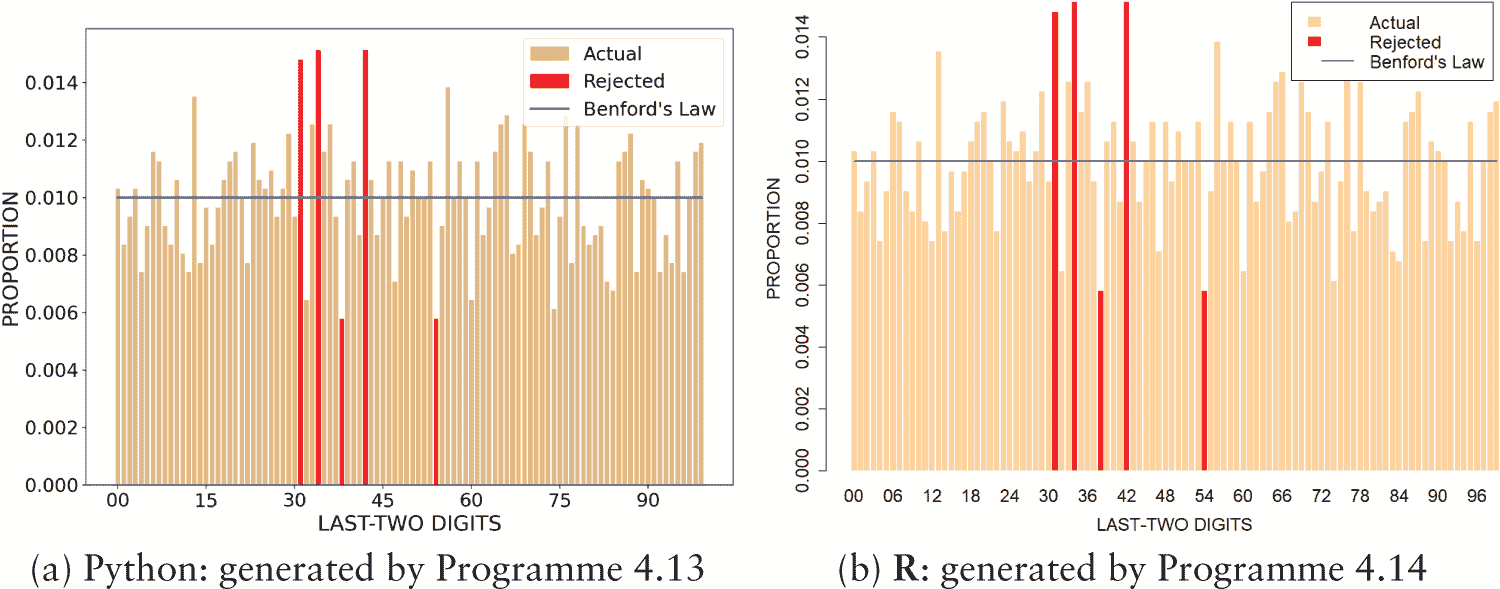 Actual
Rejected
Benford's Law
0.014
0.012
0.010
0.008
0.006
0.004
0.002
0.000
PROPORTION
00 15 30 45 60 75 90
LAST-TWO DIGITS
(a) Python: generated by Programme 4.13
Actual
Rejected
Benford's Law
0.014
0.012
0.010
0.008
0.006
0.004
0.002
0.000
PROPORTION
00 06 12 18 24 30 36 42 48 54 60 66 72 78 84 90 96
LAST-TWO DIGITS
(b) R: generated by Programme 4.14